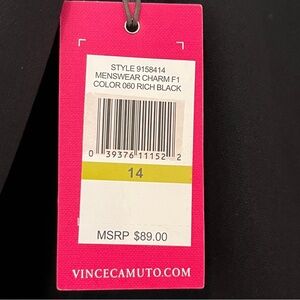 STYLE 9158414
MENSWEAR CHARM F1
COLOR 060 RICH BLACK
0 39376 11152 2
14
MSRP $89.00
VINCECAMUTO.COM